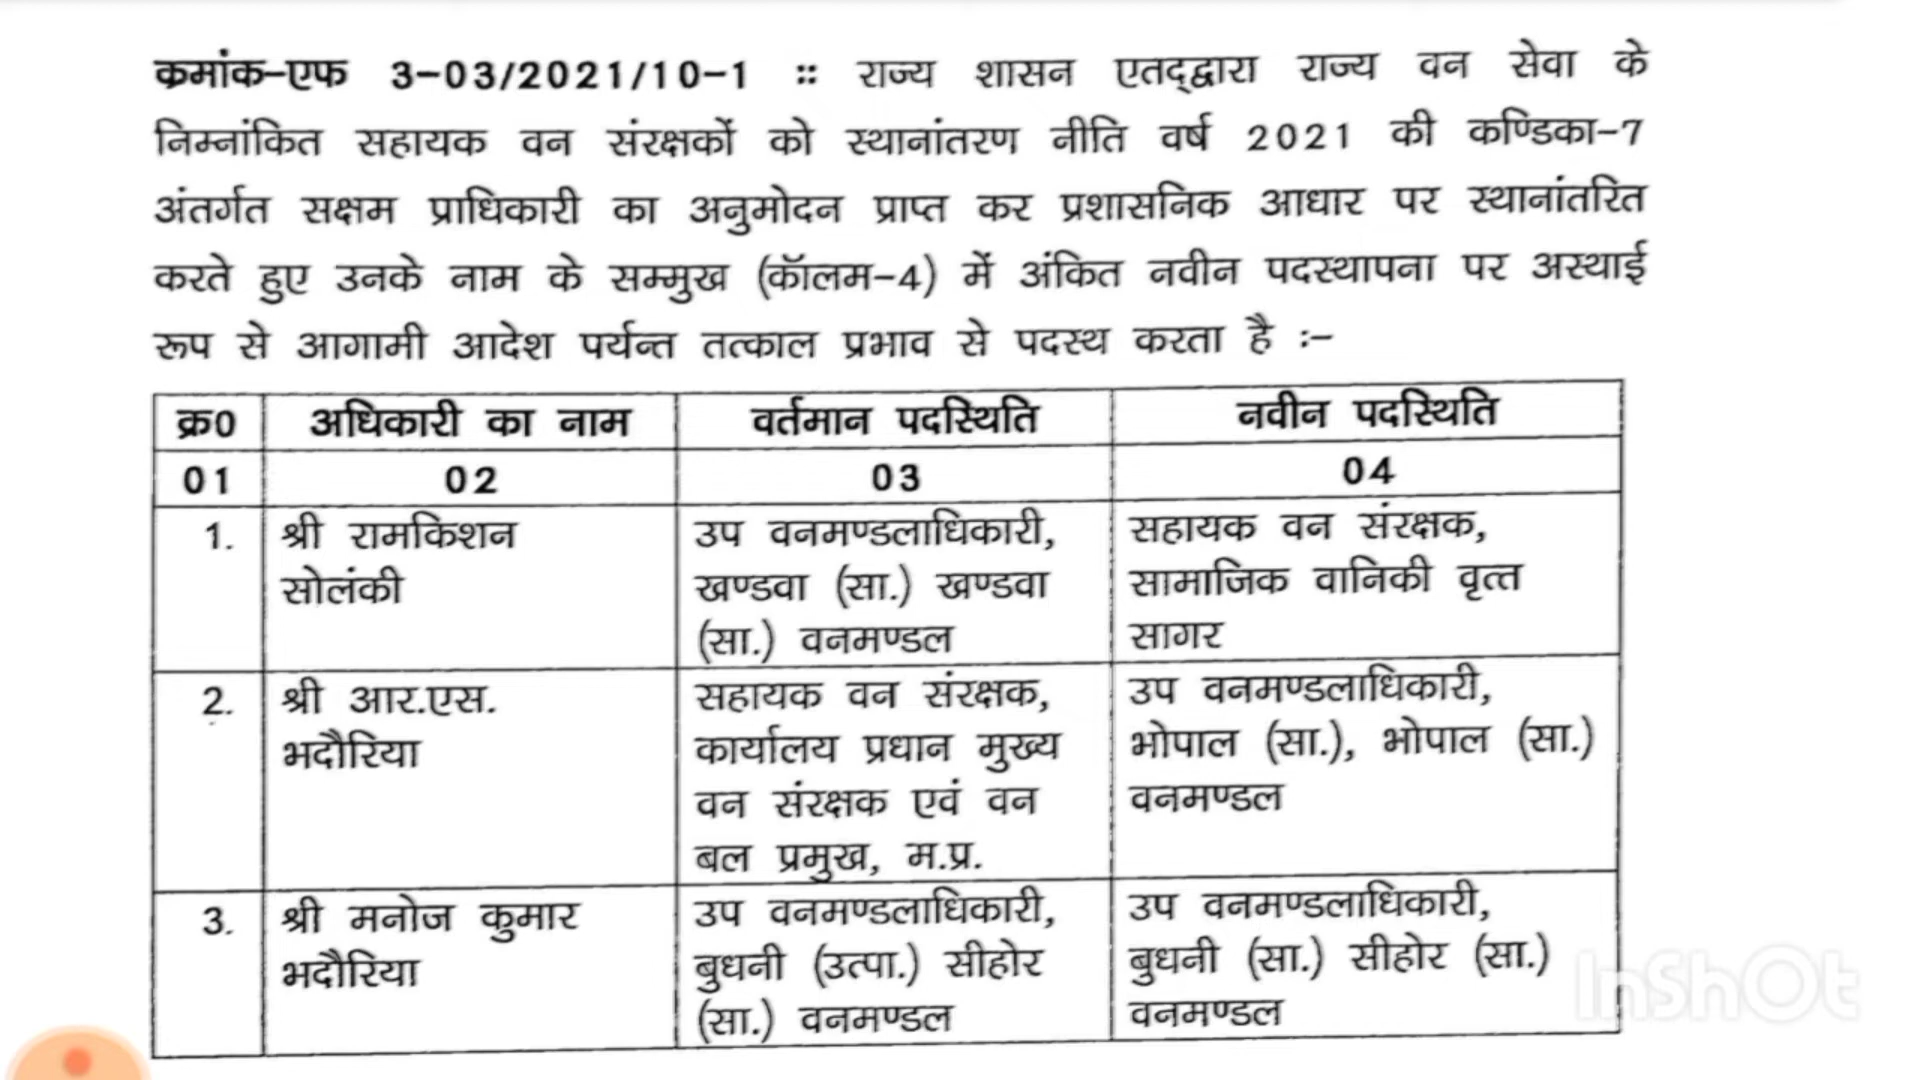 क्रमांक-एफ 3-03/2021/10-1 :: राज्य शासन एतद्द्वारा राज्य वन सेवा के
निम्नांकित सहायक वन संरक्षकों को स्थानांतरण नीति वर्ष 2021 की कण्डिका-7
अंतर्गत सक्षम प्राधिकारी का अनुमोदन प्राप्त कर प्रशासनिक आधार पर स्थानांतरित
करते हुए उनके नाम के सम्मुख (कॉलम-4) में अंकित नवीन पदस्थापना पर अस्थाई
रूप से आगामी आदेश पर्यन्त तत्काल प्रभाव से पदस्थ करता है :-
क्र0 अधिकारी का नाम वर्तमान पदस्थिति नवीन पदस्थिति
01 02 03 04
1. श्री रामकिशन उप वनमण्डलाधिकारी, सहायक वन संरक्षक,
सोलंकी खण्डवा (सा.) खण्डवा सामाजिक वानिकी वृत्त
(सा.) वनमण्डल सागर
2. श्री आर.एस. सहायक वन संरक्षक, उप वनमण्डलाधिकारी,
भदौरिया कार्यालय प्रधान मुख्य भोपाल (सा.), भोपाल (सा.)
वन संरक्षक एवं वन वनमण्डल
बल प्रमुख, म.प्र.
3. श्री मनोज कुमार उप वनमण्डलाधिकारी, उप वनमण्डलाधिकारी,
भदौरिया बुधनी (उत्पा.) सीहोर बुधनी (सा.) सीहोर (सा.)
(सा.) वनमण्डल वनमण्डल
InShOt